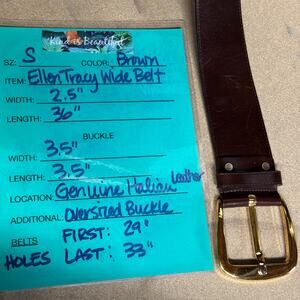 Kind is Beautiful
SZ: S COLOR: Brown
ITEM: Ellen Tracy Wide Belt
WIDTH: 2.5"
LENGTH: 36"
BUCKLE
WIDTH: 3.5"
LENGTH: 3.5"
LOCATION: Genuine Italian Leather
ADDITIONAL: Oversized Buckle
BELTS FIRST: 29"
HOLES LAST: 33"